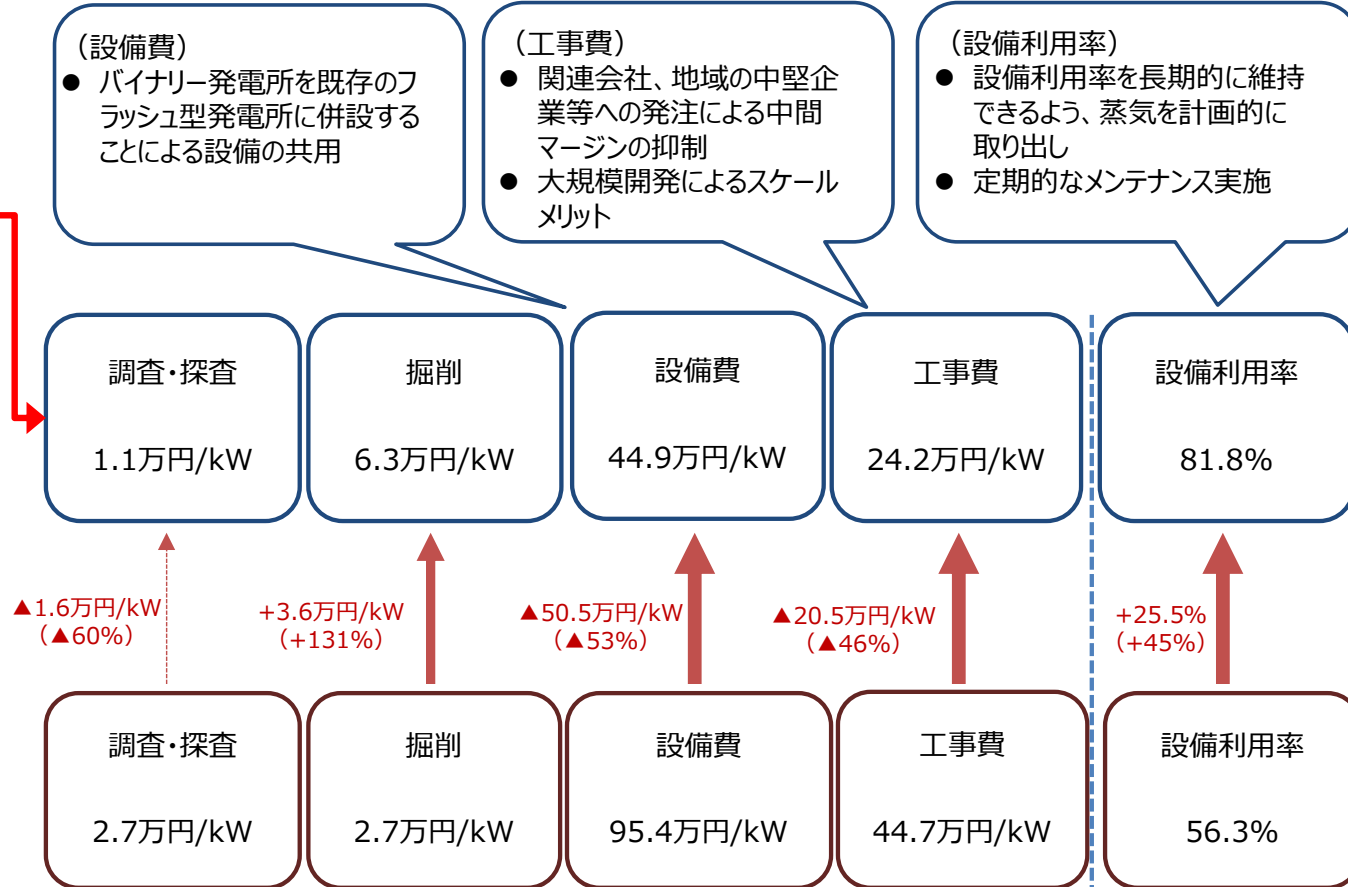 （設備費）
● バイナリー発電所を既存のフ
ラッシュ型発電所に併設する
ことによる設備の共用
（工事費）
● 関連会社、地域の中堅企
業等への発注による中間
マージンの抑制
● 大規模開発によるスケール
メリット
（設備利用率）
● 設備利用率を長期的に維持
できるよう、蒸気を計画的に
取り出し
● 定期的なメンテナンス実施
調査・探査
1.1万円/kW
掘削
6.3万円/kW
設備費
44.9万円/kW
工事費
24.2万円/kW
設備利用率
81.8%
▲1.6万円/kW
（▲60%）
+3.6万円/kW
（+131%）
▲50.5万円/kW
（▲53%）
▲20.5万円/kW
（▲46%）
+25.5%
（+45%）
調査・探査
2.7万円/kW
掘削
2.7万円/kW
設備費
95.4万円/kW
工事費
44.7万円/kW
設備利用率
56.3%